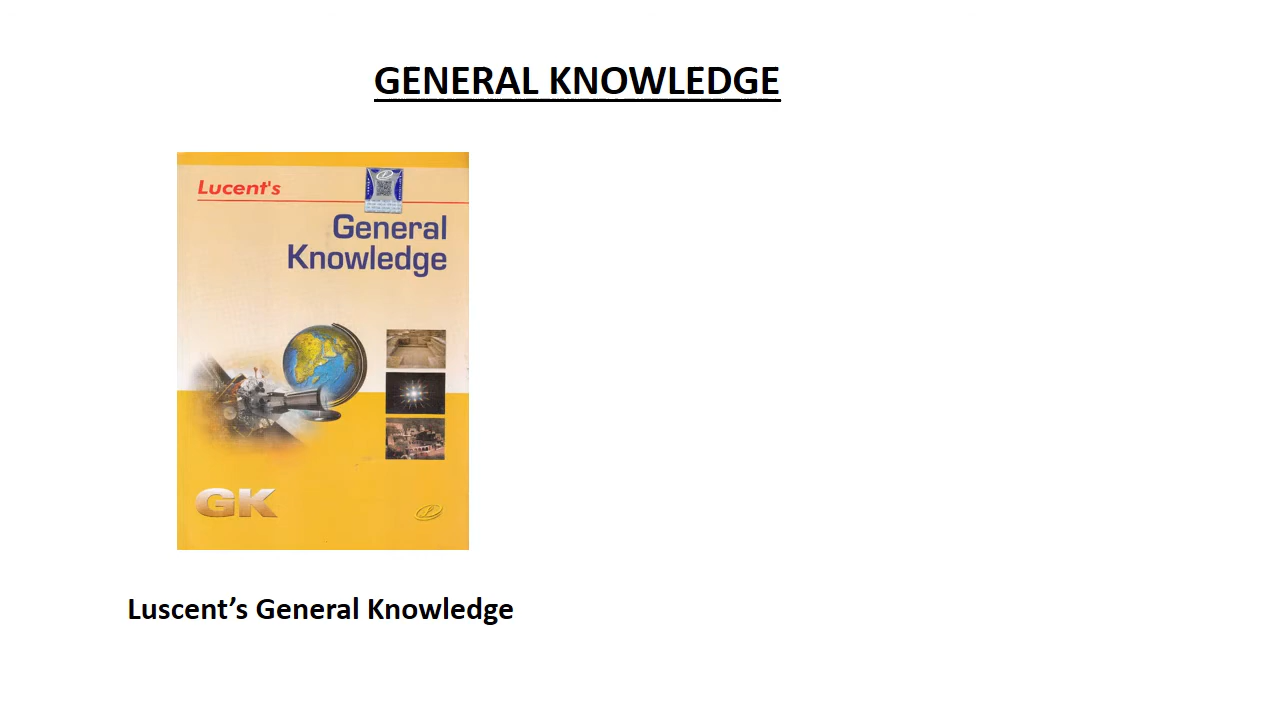 GENERAL KNOWLEDGE
Lucent's
General
Knowledge
GK
Luscent’s General Knowledge